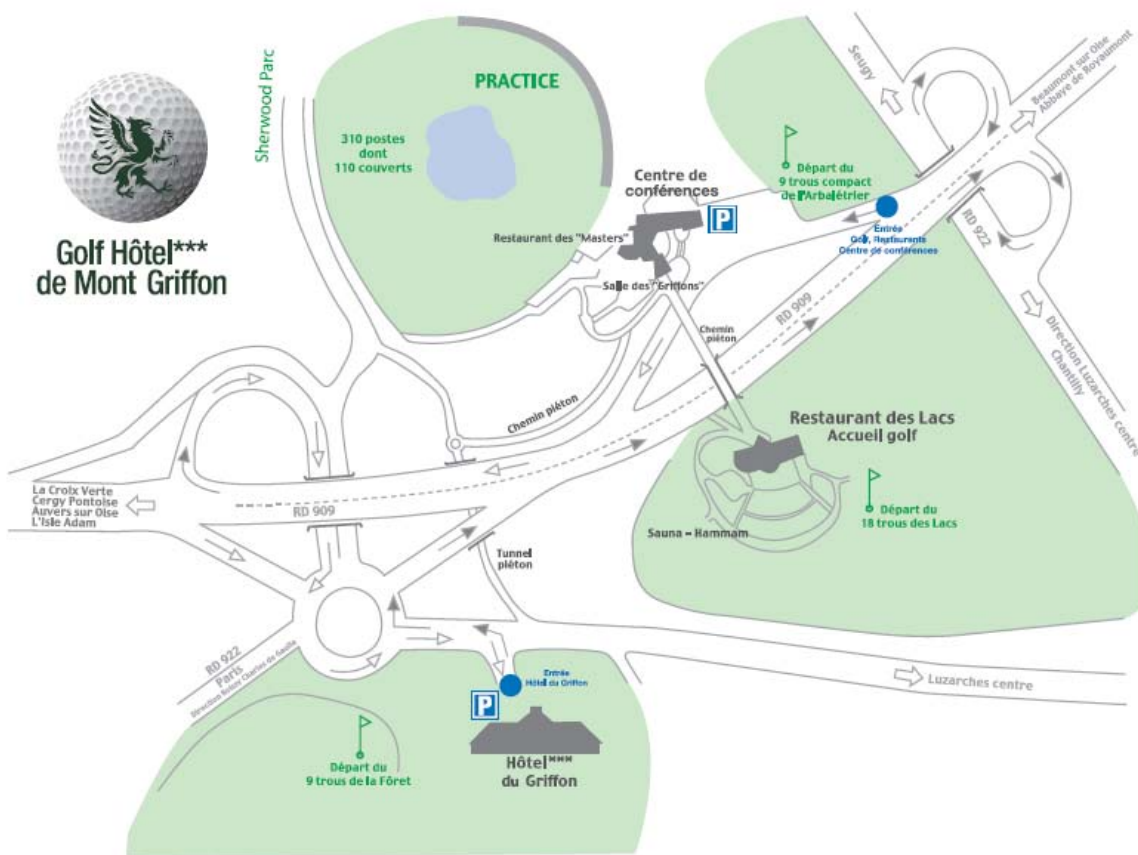 Golf Hôtel***
de Mont Griffon
Sherwood Parc
PRACTICE
310 postes
dont
110 couverts
Centre de
conférences
P
Restaurant des "Masters"
Salle des "Griffons"
Seugy
Beaumont sur Oise
Abbaye de Royaumont
Départ du
9 trous compact
de l'Arbalétrier
Entrée
Golf, Restaurants
Centre de conférences
RD 922
Direction Luzarches centre
Chantilly
RD 909
Chemin
piéton
Chemin piéton
Restaurant des Lacs
Accueil golf
Départ du
18 trous des Lacs
Sauna - Hammam
La Croix Verte
Cergy Pontoise
Auvers sur Oise
L'Isle Adam
RD 909
Tunnel
piéton
RD 922
Paris
Direction Roissy Charles de Gaulle
Entrée
Hôtel du Griffon
P
Luzarches centre
Départ du
9 trous de la Fôret
Hôtel***
du Griffon